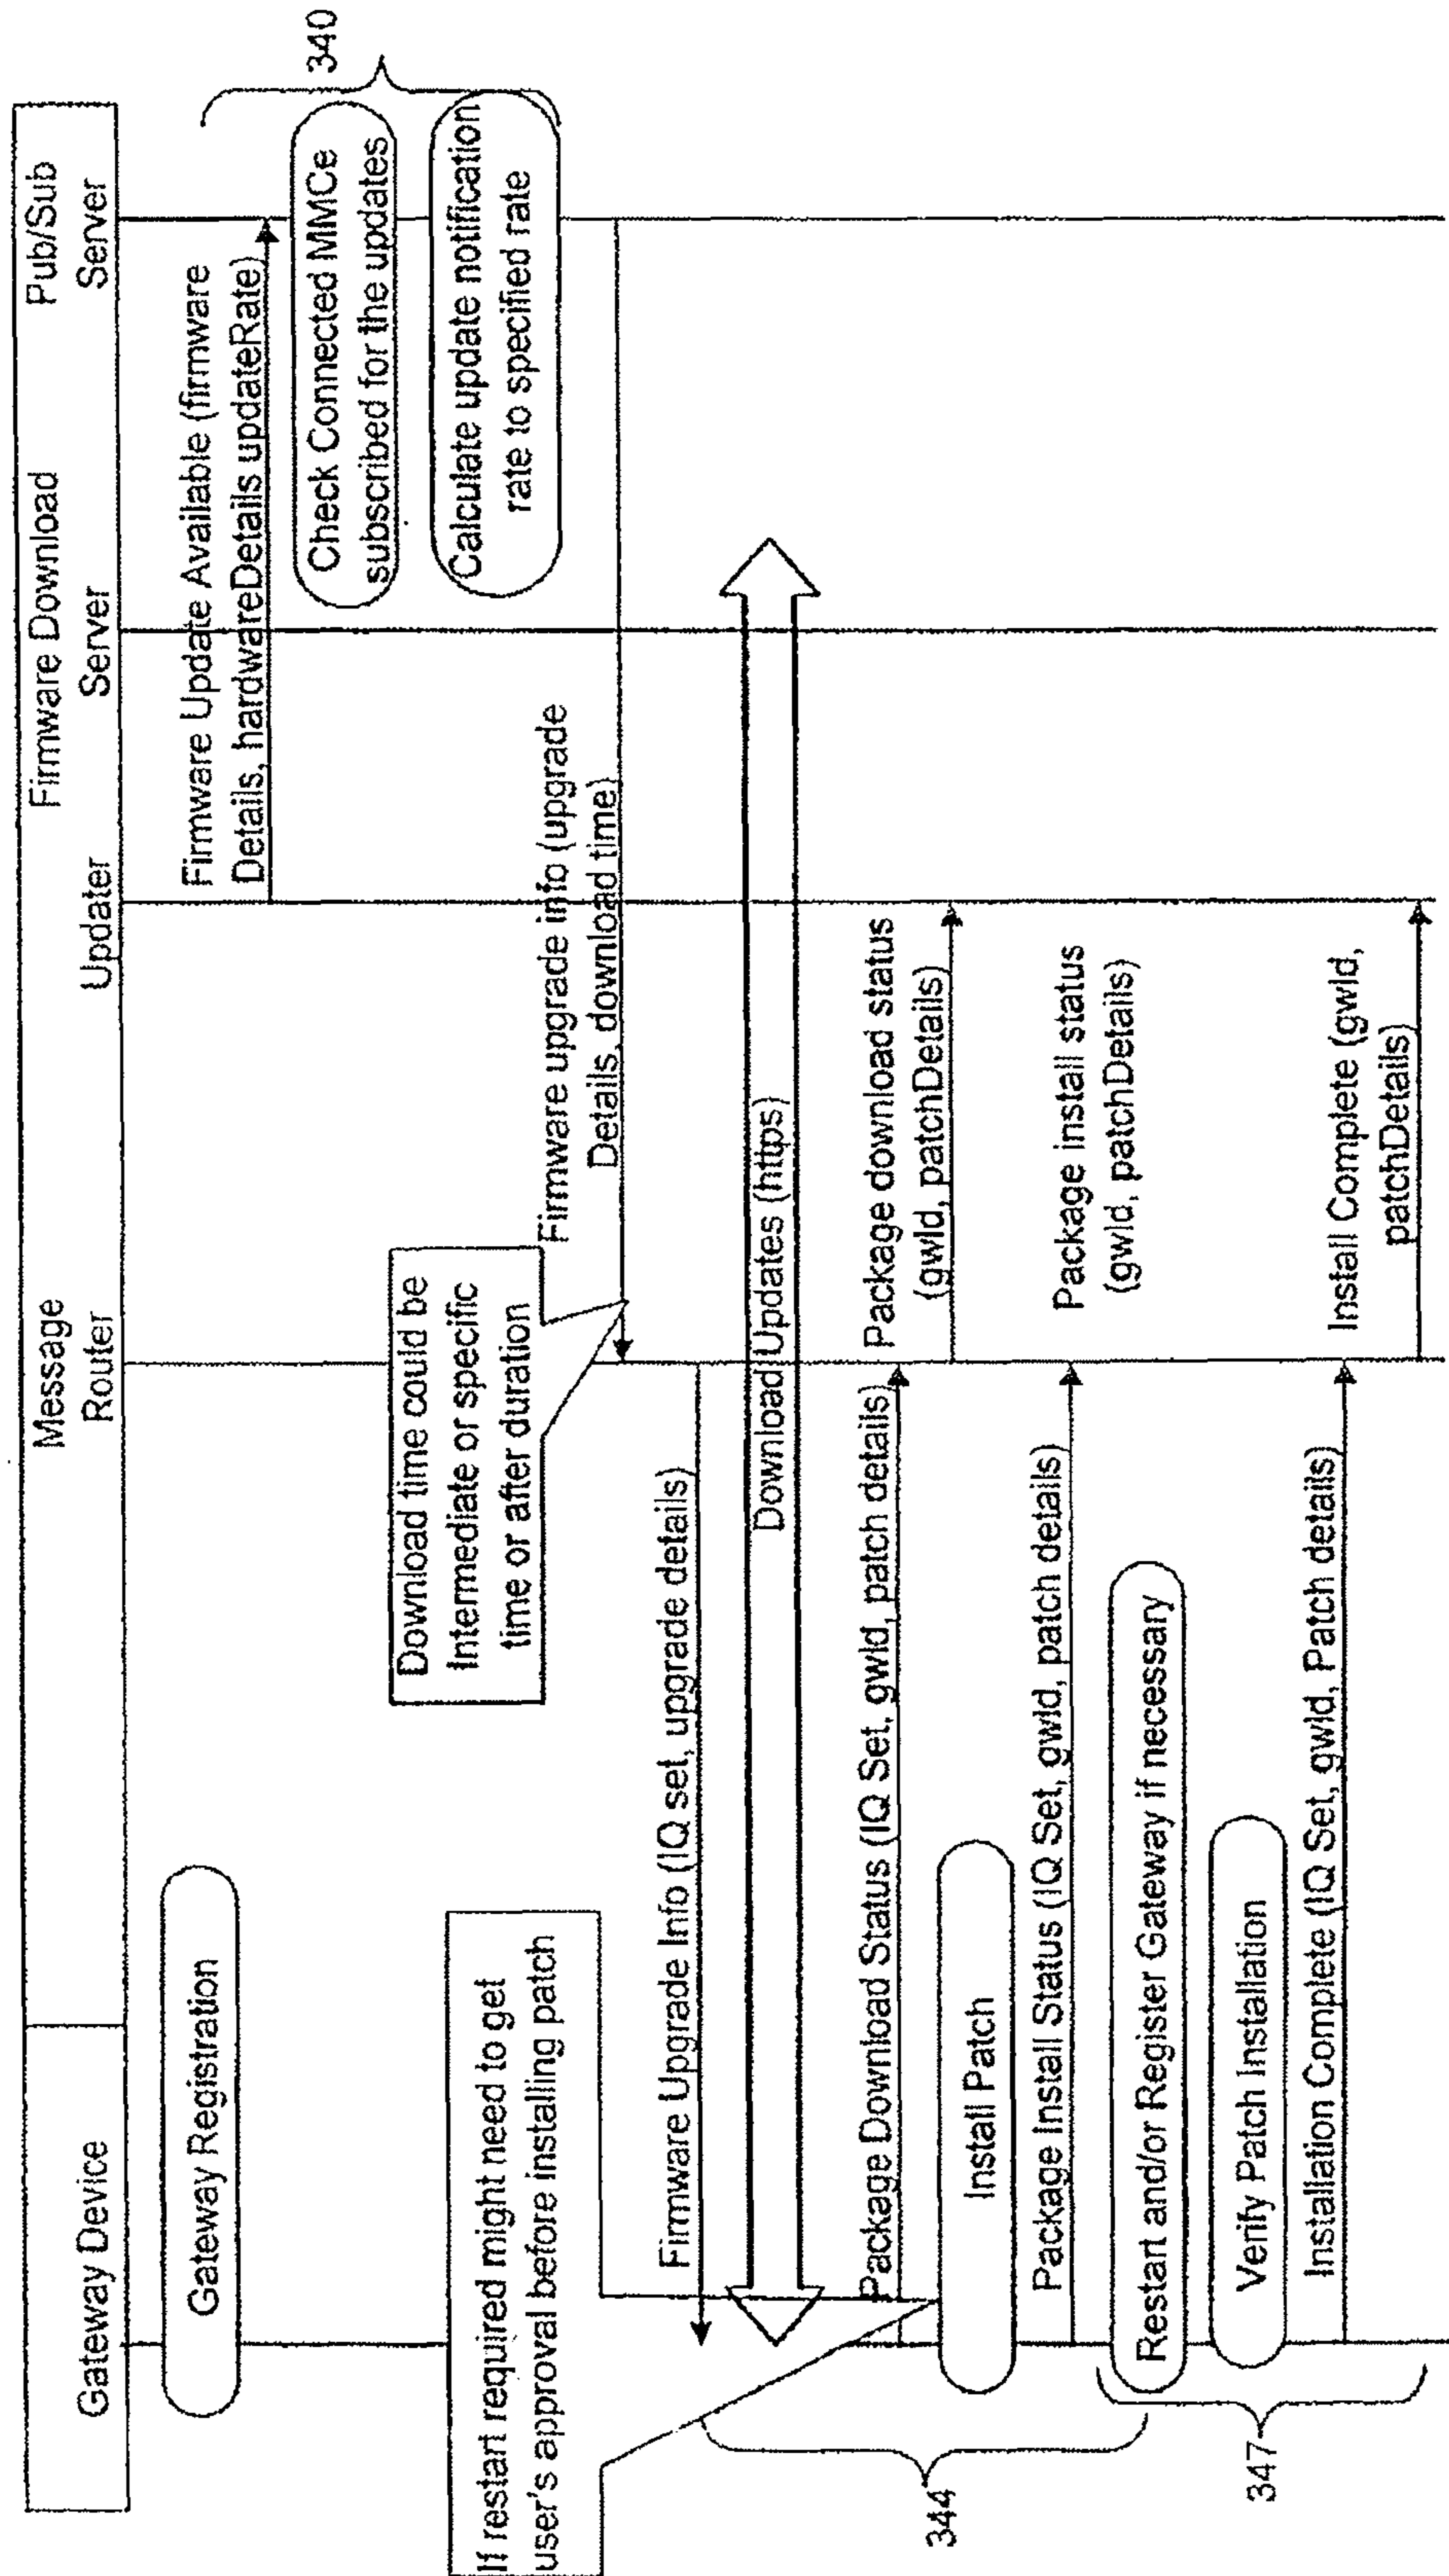 Gateway Device
Message
Router
Updater
Firmware Download
Server
Pub/Sub
Server
Gateway Registration
Firmware Update Available (firmware
Details, hardwareDetails updateRate)
340
Check Connected MMCe
subscribed for the updates
Calculate update notification
rate to specified rate
Download time could be
Intermediate or specific
time or after duration
If restart required might need to get
user's approval before installing patch
Firmware upgrade info (upgrade
Details, download time)
Firmware Upgrade Info (IQ set, upgrade details)
Download Updates (https)
Package Download Status (IQ Set, gwId, patch details)
Package download status
(gwId, patchDetails)
Install Patch
344
Package Install Status (IQ Set, gwId, patch details)
Package install status
(gwId, patchDetails)
Restart and/or Register Gateway if necessary
Verify Patch Installation
347
Installation Complete (IQ Set, gwId, Patch details)
Install Complete (gwId,
patchDetails)